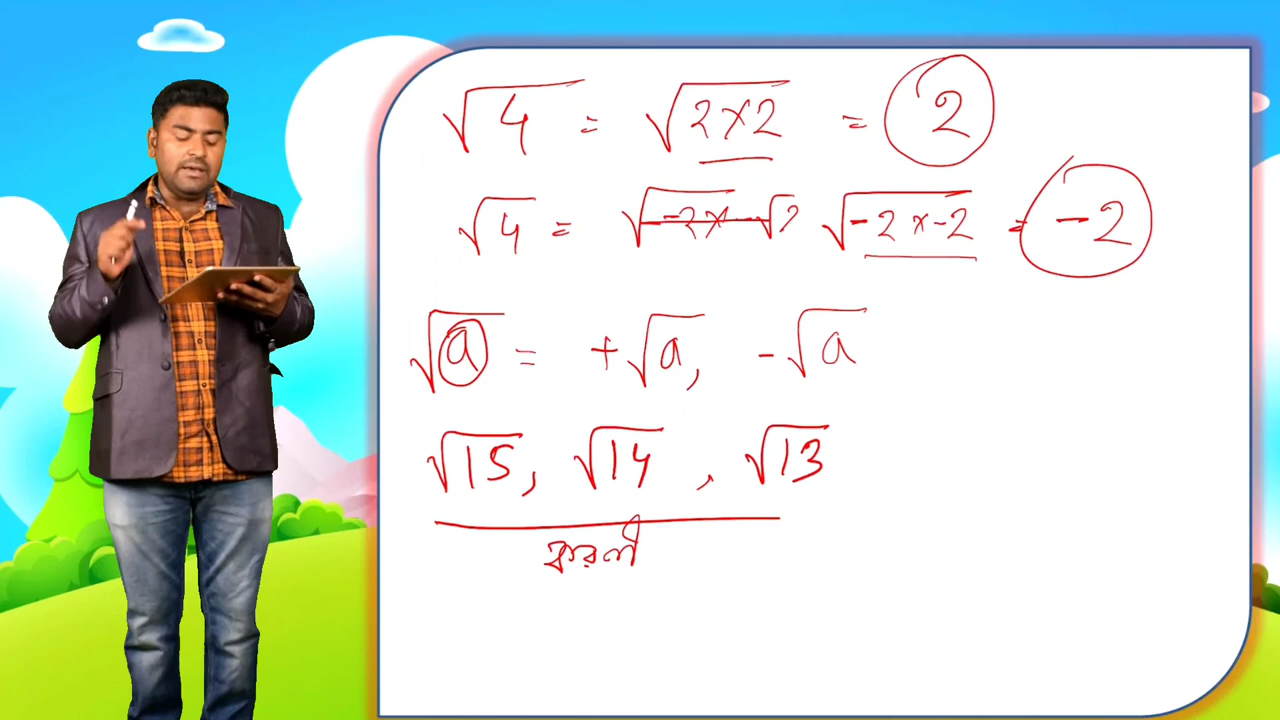 √4 = √2×2 = 2
√4 = √-2×-2 = -2
√a = +√a, -√a
√15, √14, √13
করণী